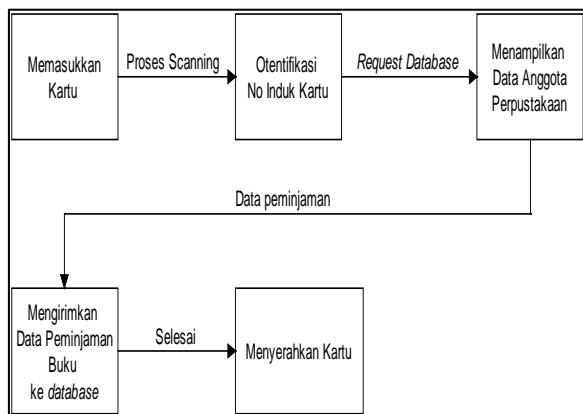 Memasukkan
Kartu
Proses Scanning
Otentifikasi
No Induk Kartu
Request Database
Menampilkan
Data Anggota
Perpustakaan
Data peminjaman
Mengirimkan
Data Peminjaman
Buku
ke database
Selesai
Menyerahkan Kartu